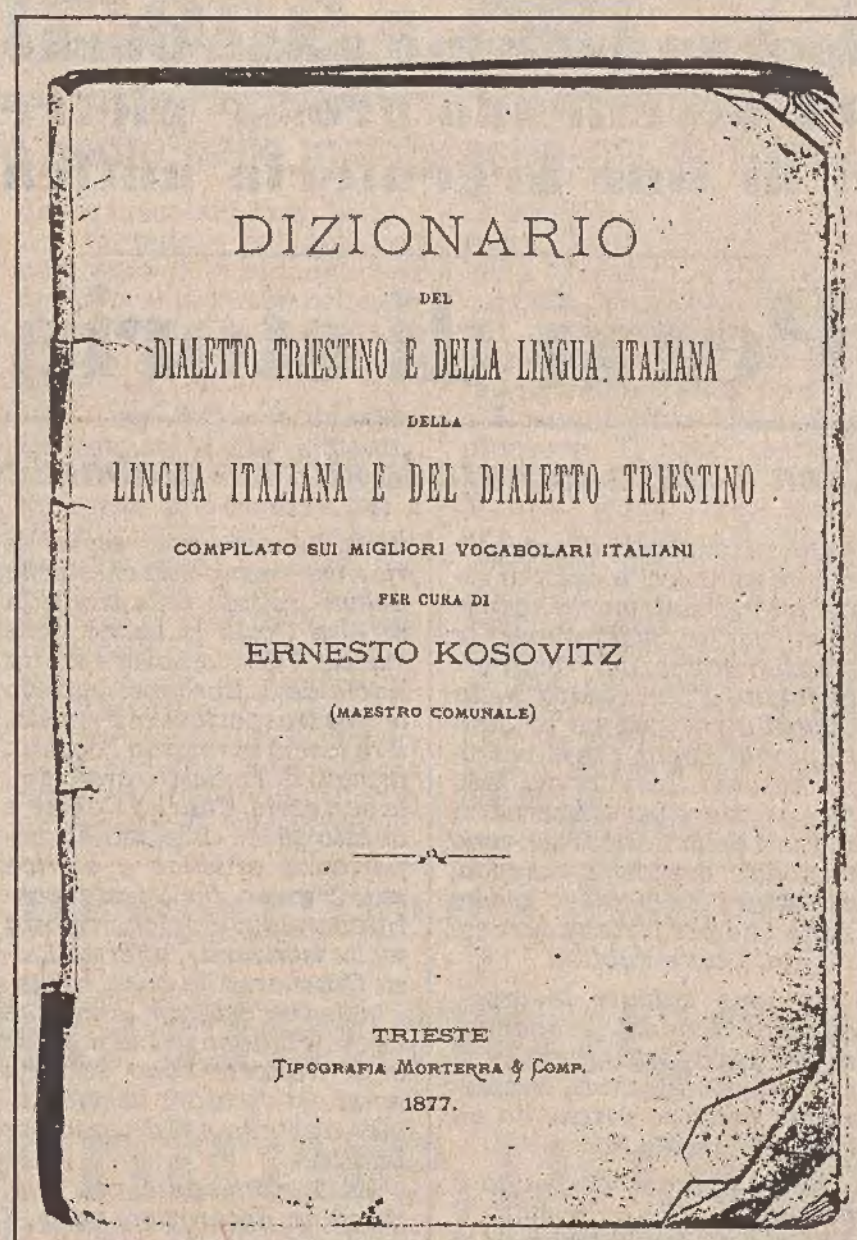 DIZIONARIO
DEL
DIALETTO TRIESTINO E DELLA LINGUA ITALIANA
DELLA
LINGUA ITALIANA E DEL DIALETTO TRIESTINO
COMPILATO SUI MIGLIORI VOCABOLARI ITALIANI
PER CURA DI
ERNESTO KOSOVITZ
(MAESTRO COMUNALE)
TRIESTE
TIPOGRAFIA MORTERRA & COMP.
1877.